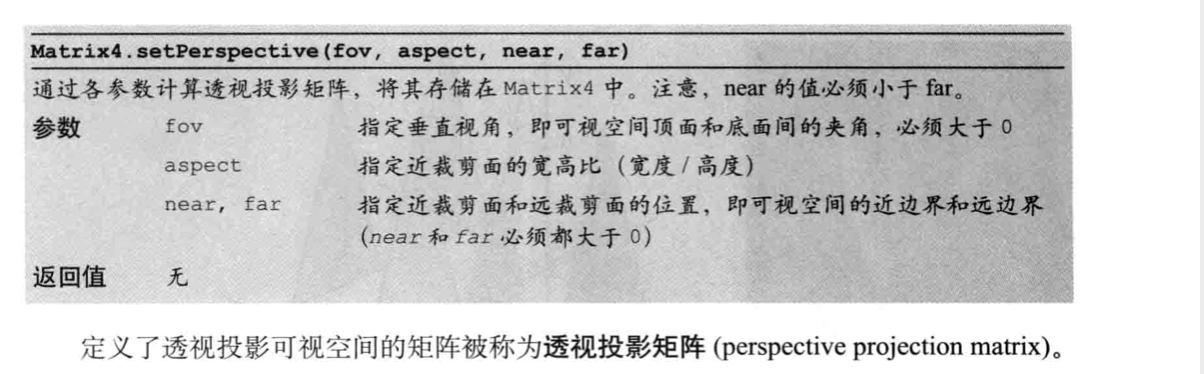 Matrix4.setPerspective(fov, aspect, near, far)
通过各参数计算透视投影矩阵，将其存储在 Matrix4 中。注意，near 的值必须小于 far。
参数 fov 指定垂直视角，即可视空间顶面和底面间的夹角，必须大于 0
aspect 指定近裁剪面的宽高比（宽度 / 高度）
near, far 指定近裁剪面和远裁剪面的位置，即可视空间的近边界和远边界
(near 和 far 必须都大于 0)
返回值 无
定义了透视投影可视空间的矩阵被称为透视投影矩阵 (perspective projection matrix)。